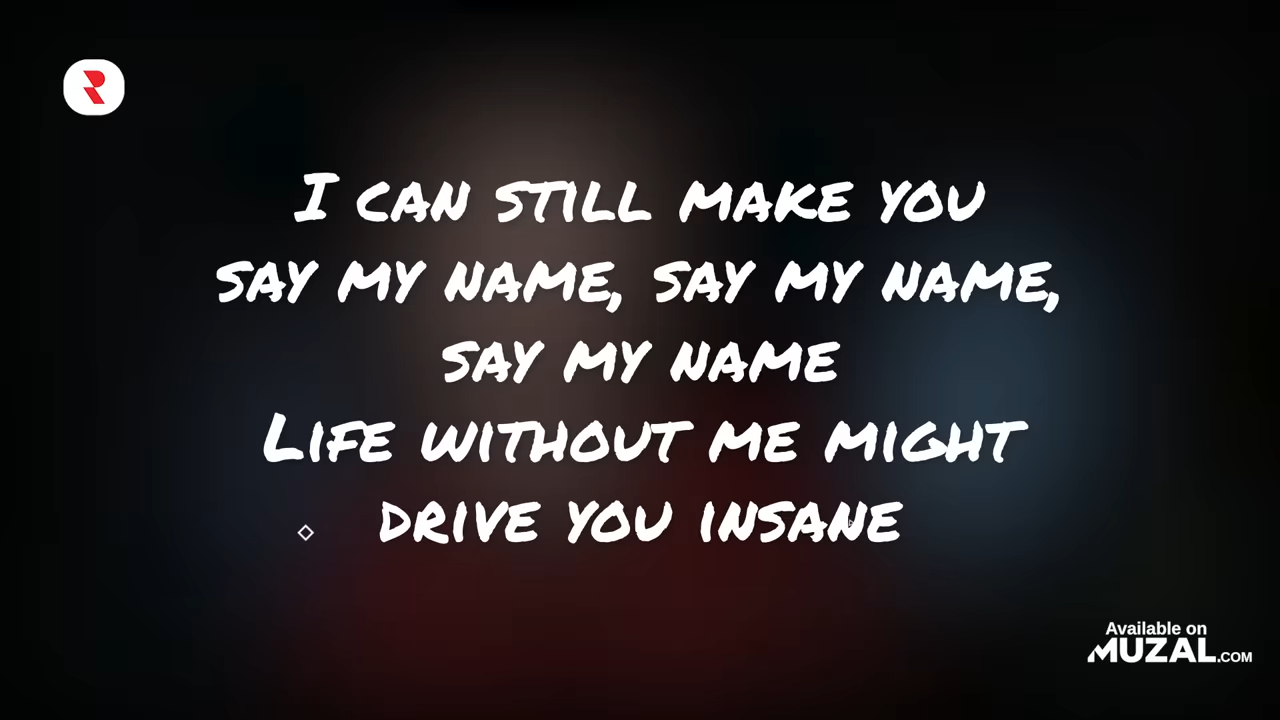 R
I can still make you
say my name, say my name,
say my name
Life without me might
drive you insane
Available on
MUZAL.COM